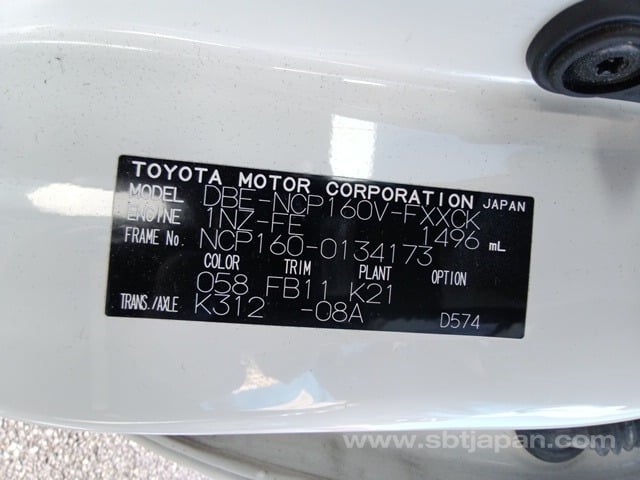 TOYOTA MOTOR CORPORATION JAPAN
MODEL DBE-NCP160V-FXXCK
ENGINE 1NZ-FE 1496 mL
FRAME No. NCP160-0134173
COLOR TRIM PLANT OPTION
058 FB11 K21
TRANS./AXLE K312 -08A D574
www.sbtjapan.com